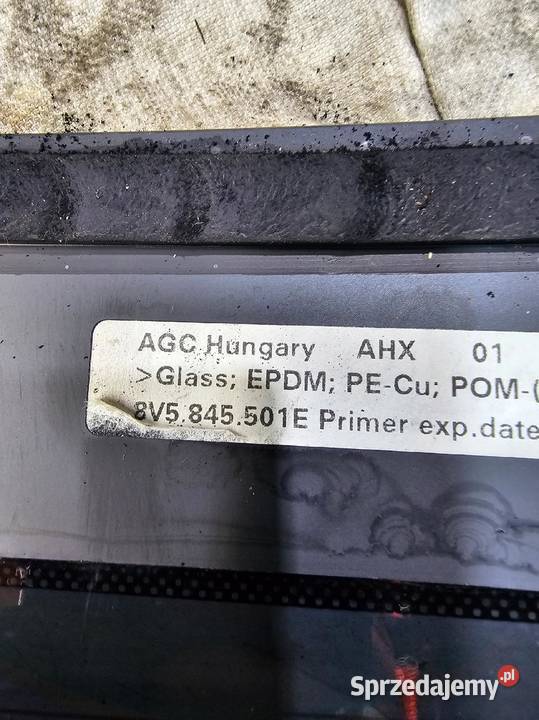 AGC Hungary AHX 01
>Glass; EPDM; PE-Cu; POM-(
8V5.845.501E Primer exp.date
Sprzedajemy.pl